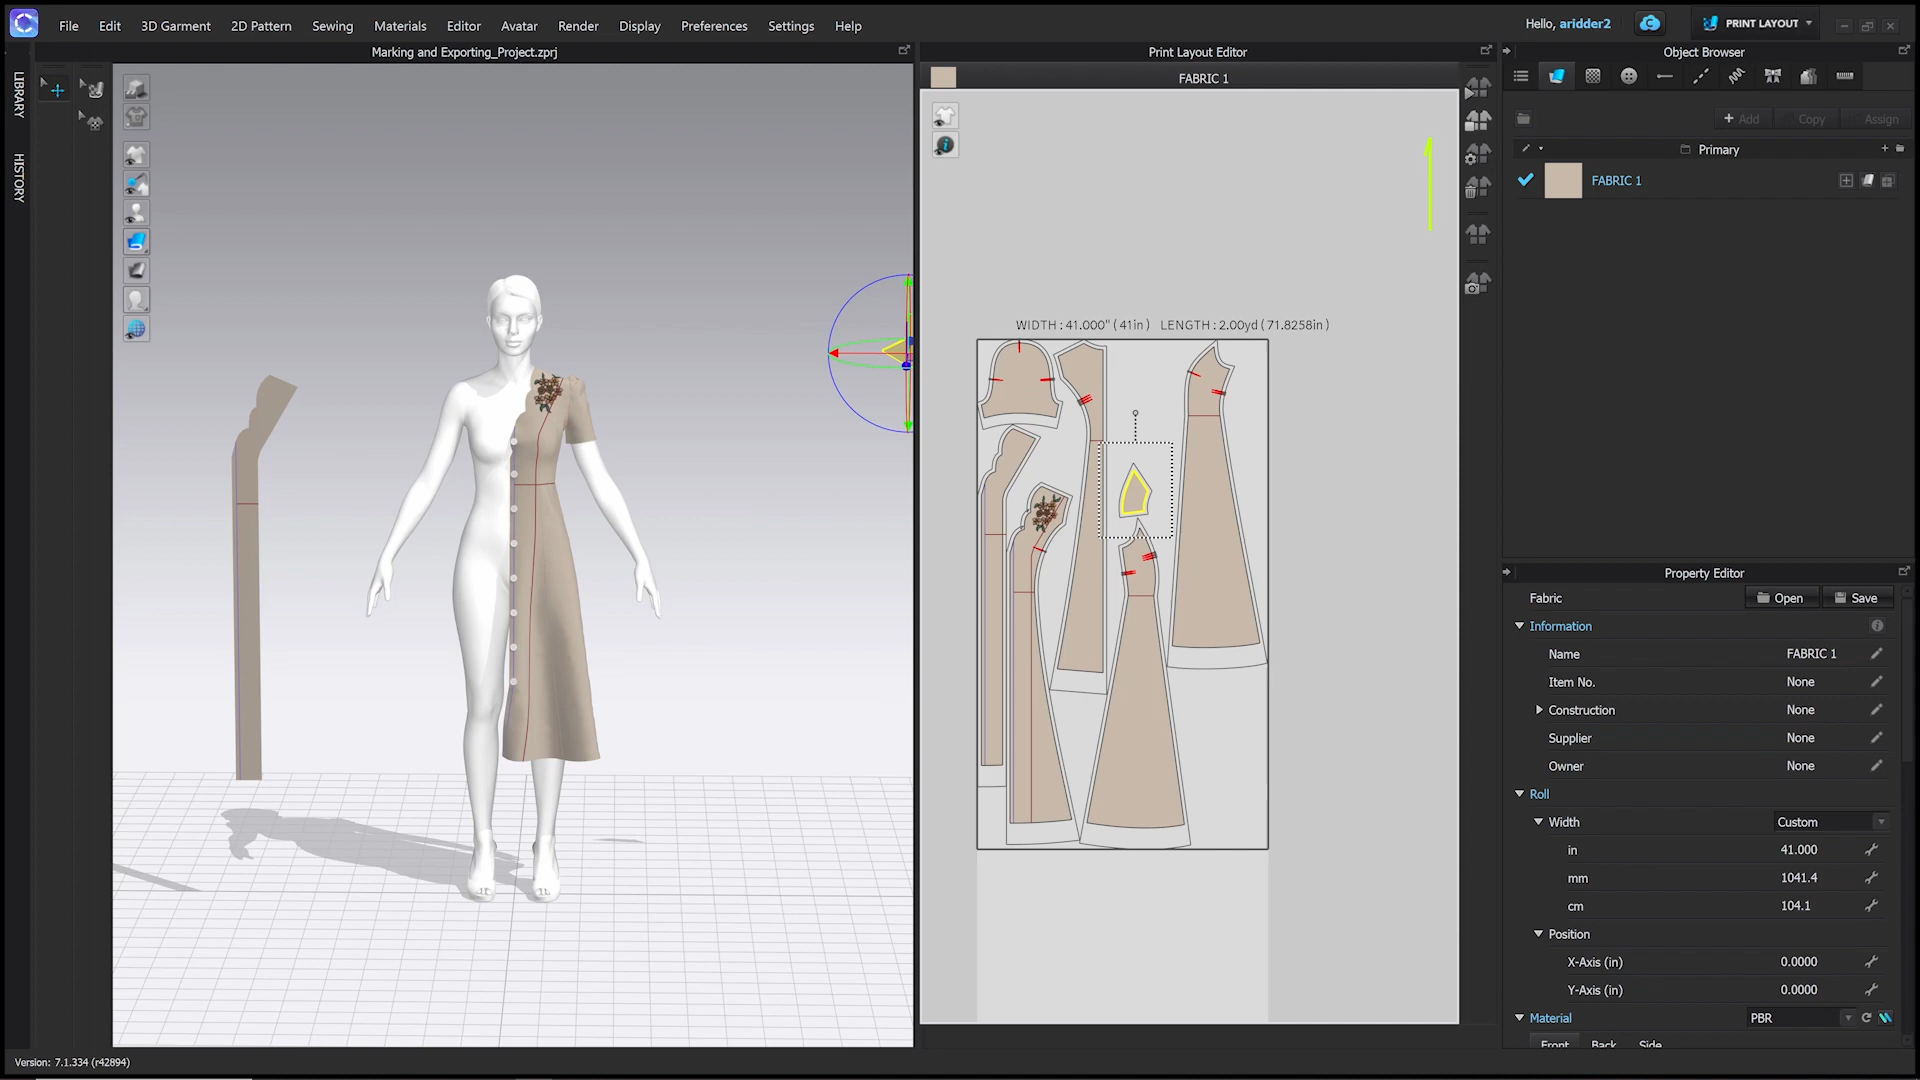 File Edit 3D Garment 2D Pattern Sewing Materials Editor Avatar Render Display Preferences Settings Help
Hello, aridder2
PRINT LAYOUT
Marking and Exporting_Project.zprj
Print Layout Editor
Object Browser
LIBRARY
HISTORY
FABRIC 1
+ Add
Copy
Assign
Primary
FABRIC 1
WIDTH : 41.000" ( 41in ) LENGTH : 2.00yd ( 71.8258in )
Property Editor
Fabric
Open
Save
Information
Name FABRIC 1
Item No. None
Construction None
Supplier None
Owner None
Roll
Width Custom
in 41.000
mm 1041.4
cm 104.1
Position
X-Axis (in) 0.0000
Y-Axis (in) 0.0000
Material PBR
Front Back Side
Version: 7.1.334 (r42894)